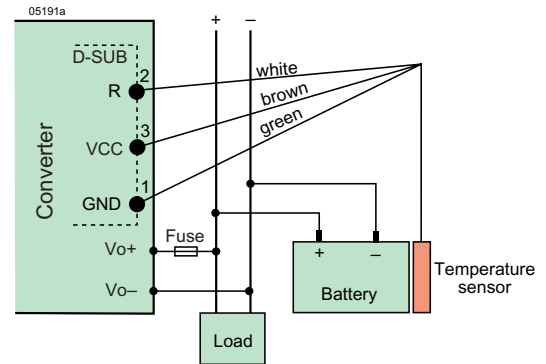 05191a
+ –
D-SUB
2
R
white
3
brown
VCC
green
1
GND
Converter
Vo+
Fuse
Vo–
+ –
Battery
Temperature
sensor
Load